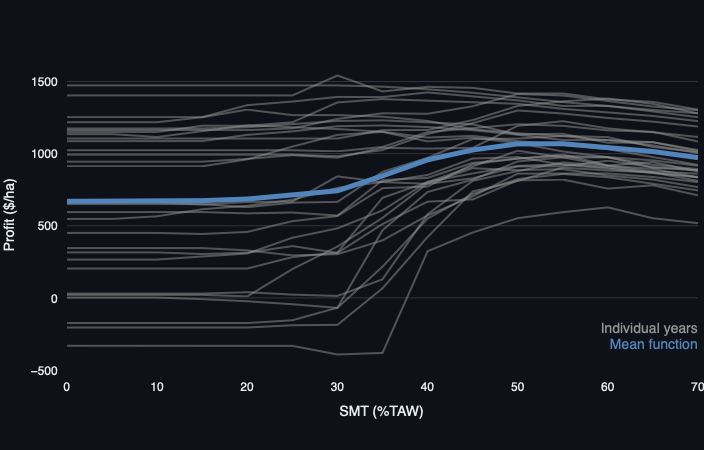 1500
1000
500
0
−500
Profit ($/ha)
0 10 20 30 40 50 60 70
SMT (%TAW)
Individual years
Mean function